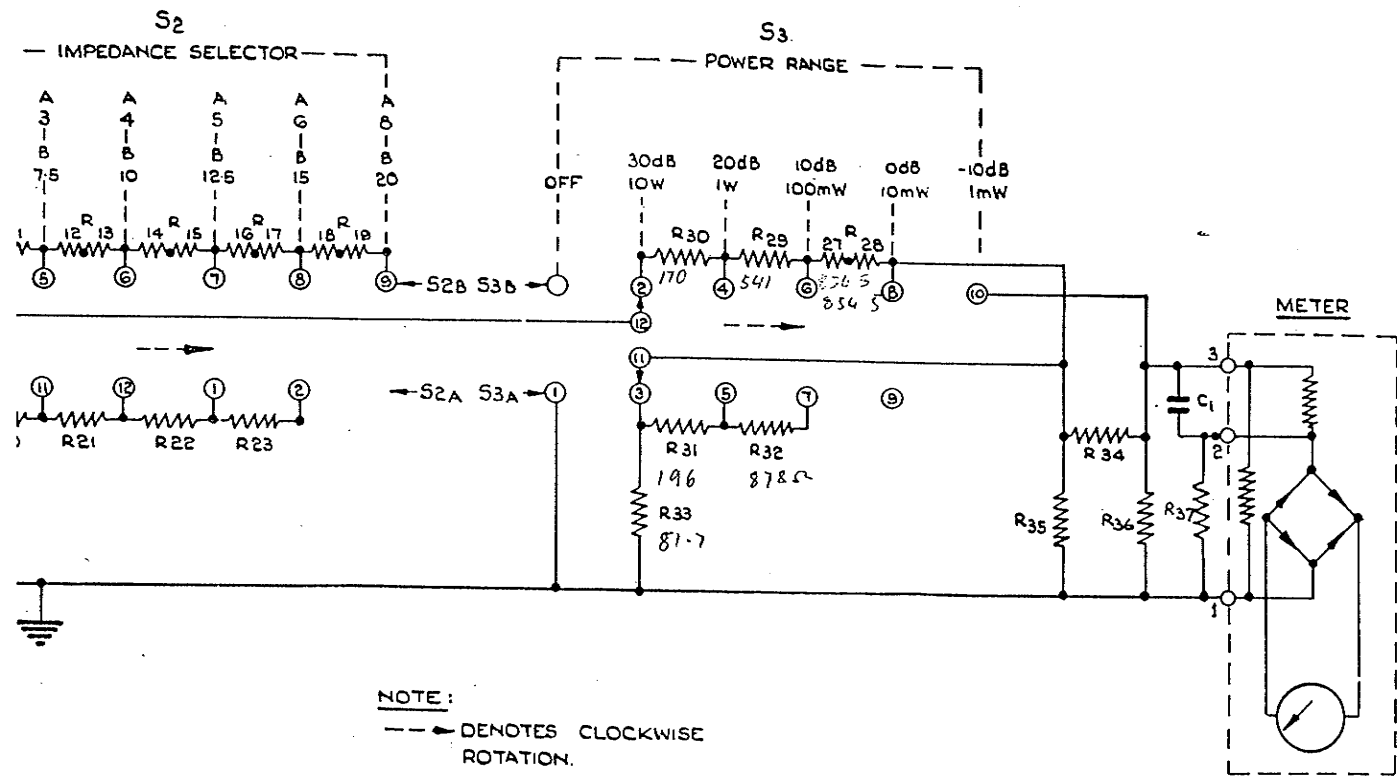 S2
IMPEDANCE SELECTOR
S3.
POWER RANGE
A A A A A
3 4 5 6 8
B B B B B
7.5 10 12.5 15 20
OFF
30dB 20dB 10dB 0dB -10dB
10W 1W 100mW 10mW 1mW
1 12 R 13 14 R 15 16 R 17 18 R 19
R30 R29 27 R 28
170 541
854 5
5 6 7 8 9
S2B S3B
2 4 6 8 10
12
METER
11
3
11 12 1 2
S2A S3A
1 3 5 7 9
C1
R21 R22 R23
R31 R32
196 878Ω
R34
2
R33
81.7
R35 R36 R37
1
NOTE:
DENOTES CLOCKWISE
ROTATION.